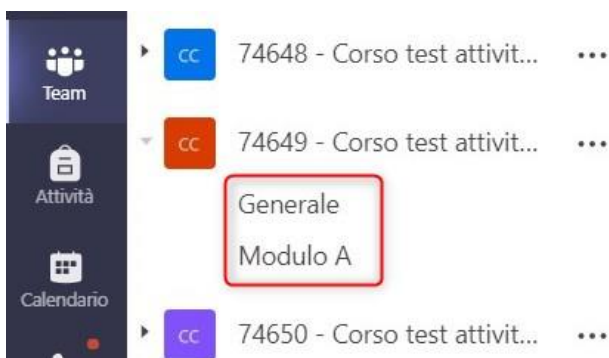 Team
Attività
Calendario
CC 74648 - Corso test attivit... ...
CC 74649 - Corso test attivit... ...
Generale
Modulo A
CC 74650 - Corso test attivit... ...